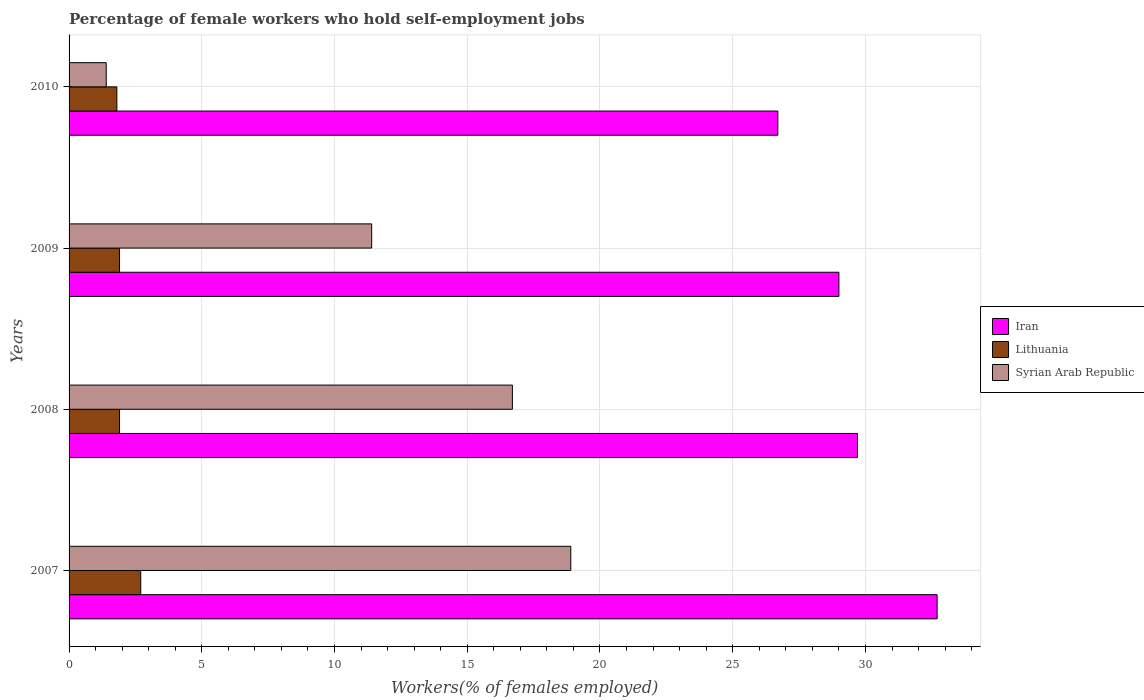 Percentage of female workers who hold self-employment jobs
2010
2009
2008
2007
Years
0
5
10
15
20
25
30
Workers(% of females employed)
Iran
Lithuania
Syrian Arab Republic